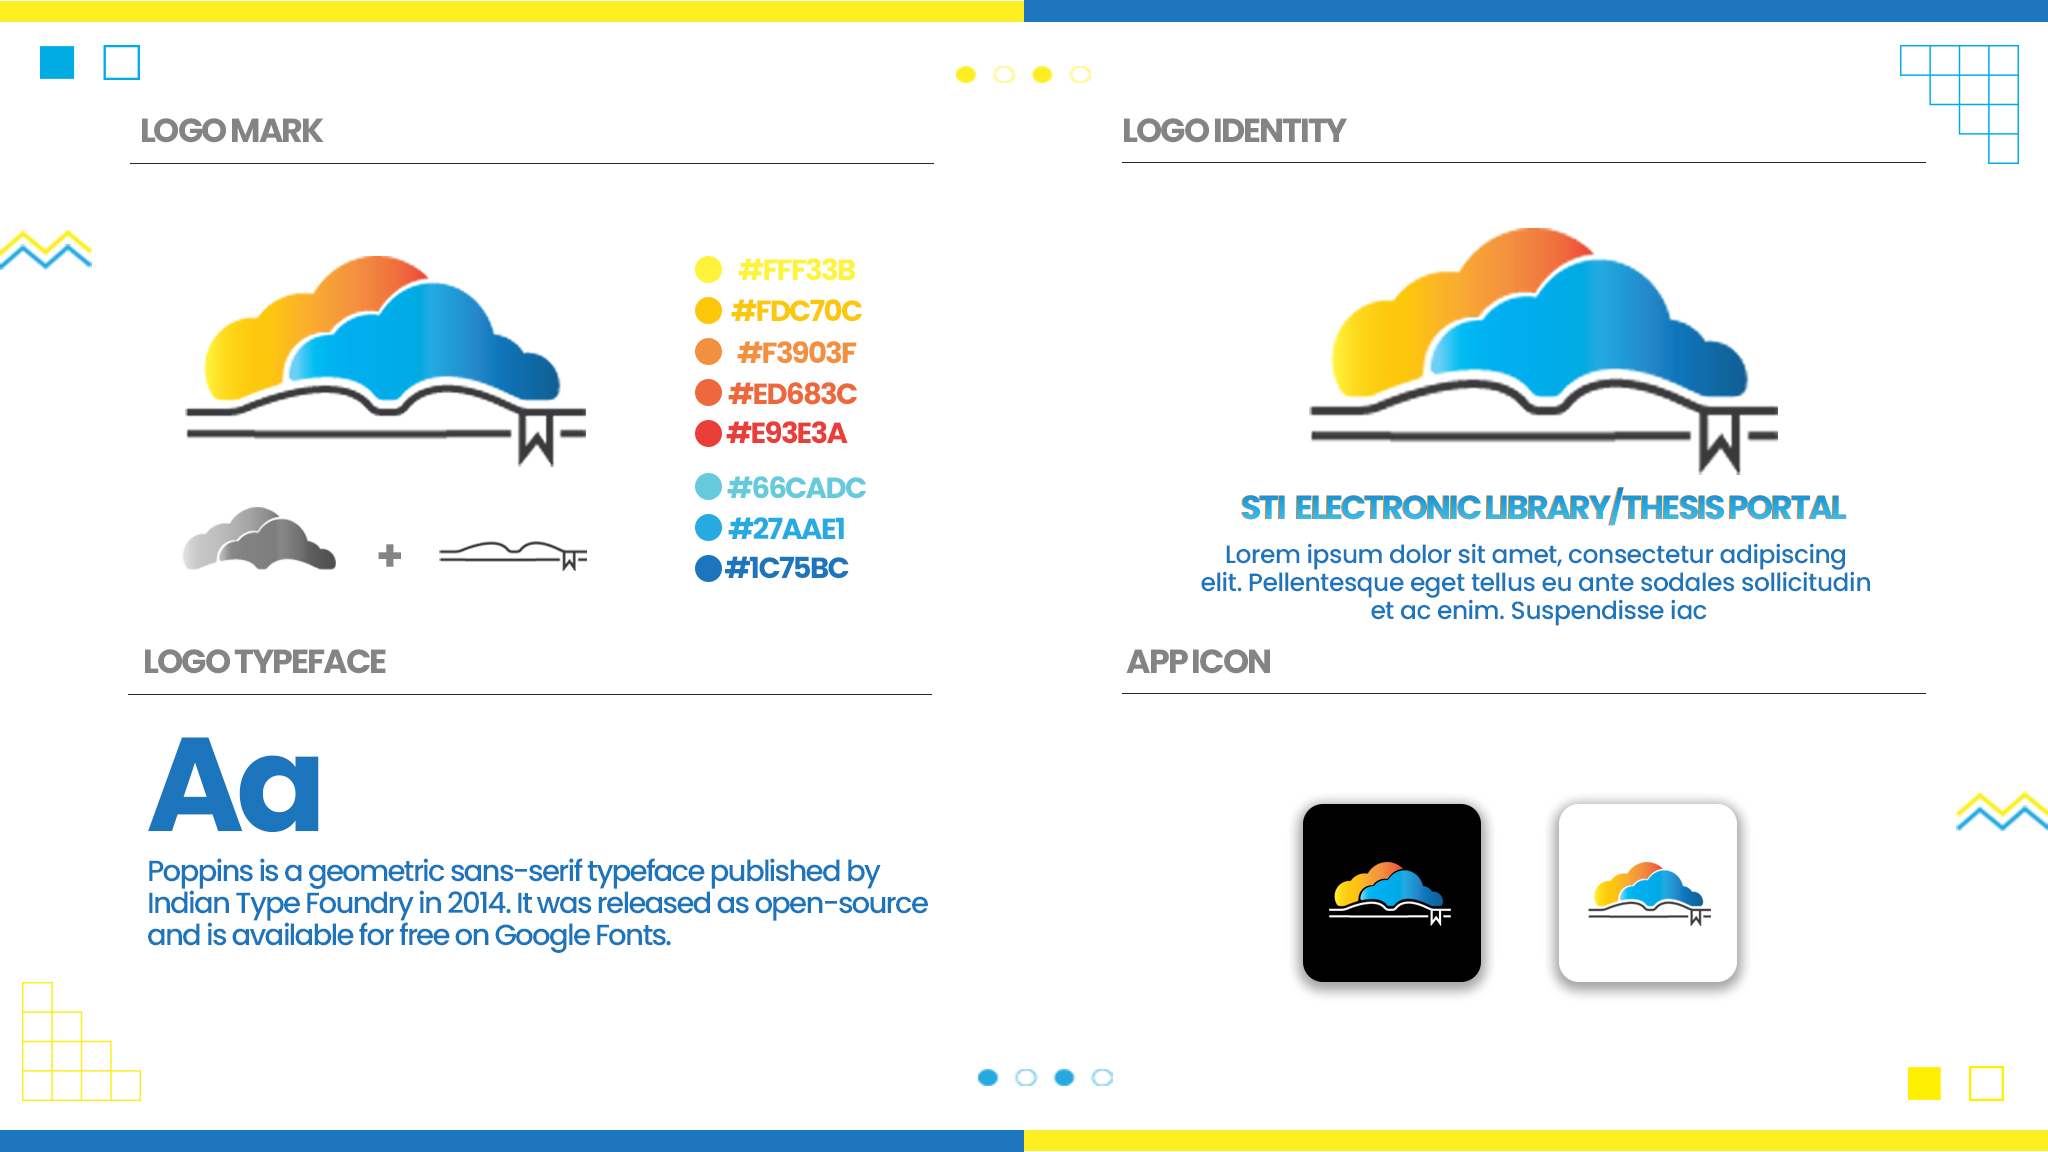 LOGO MARK
#FFF33B
#FDC70C
#F3903F
#ED683C
#E93E3A
#66CADC
#27AAE1
#1C75BC
+
LOGO IDENTITY
STI ELECTRONIC LIBRARY/THESIS PORTAL
Lorem ipsum dolor sit amet, consectetur adipiscing
elit. Pellentesque eget tellus eu ante sodales sollicitudin
et ac enim. Suspendisse iac
LOGO TYPEFACE
Aa
Poppins is a geometric sans-serif typeface published by
Indian Type Foundry in 2014. It was released as open-source
and is available for free on Google Fonts.
APP ICON